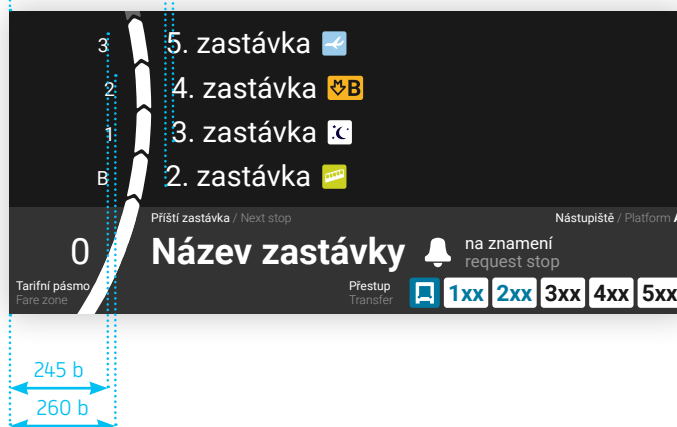 3 5. zastávka
2 4. zastávka B
1 3. zastávka
B 2. zastávka
Příští zastávka / Next stop Nástupiště / Platform A
0 Název zastávky na znamení
request stop
Tarifní pásmo Přestup 1xx 2xx 3xx 4xx 5xx
Fare zone Transfer
245 b
260 b